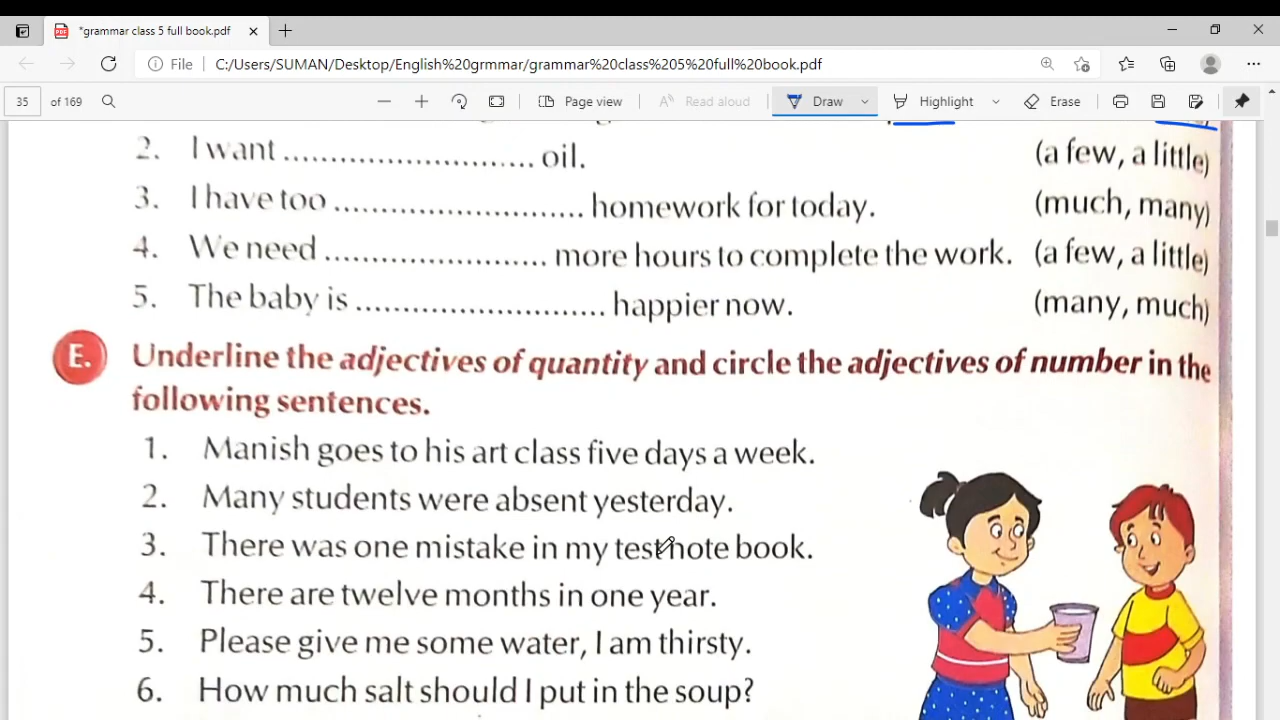 *grammar class 5 full book.pdf
File C:/Users/SUMAN/Desktop/English%20grmmar/grammar%20class%205%20full%20book.pdf
35 of 169 Page view Read aloud Draw Highlight Erase
2. I want ............................ oil. (a few, a little)
3. I have too ............................ homework for today. (much, many)
4. We need ......................... more hours to complete the work. (a few, a little)
5. The baby is ............................ happier now. (many, much)
E. Underline the adjectives of quantity and circle the adjectives of number in the
following sentences.
1. Manish goes to his art class five days a week.
2. Many students were absent yesterday.
3. There was one mistake in my test note book.
4. There are twelve months in one year.
5. Please give me some water, I am thirsty.
6. How much salt should I put in the soup?